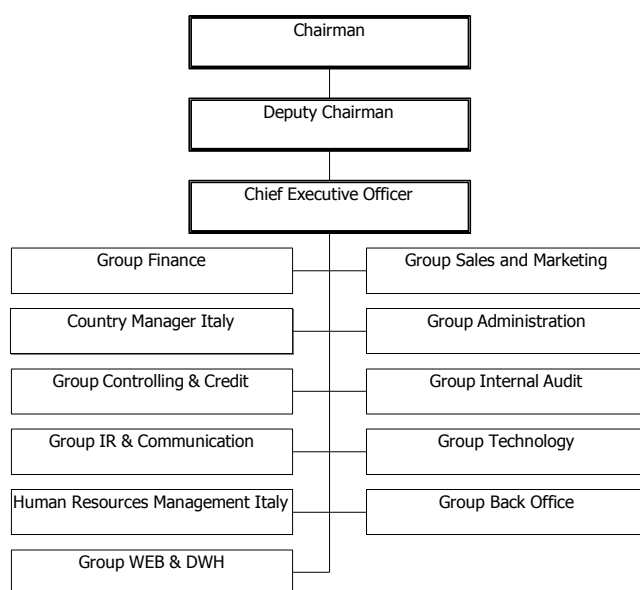 Chairman
Deputy Chairman
Chief Executive Officer
Group Finance
Group Sales and Marketing
Country Manager Italy
Group Administration
Group Controlling & Credit
Group Internal Audit
Group IR & Communication
Group Technology
Human Resources Management Italy
Group Back Office
Group WEB & DWH